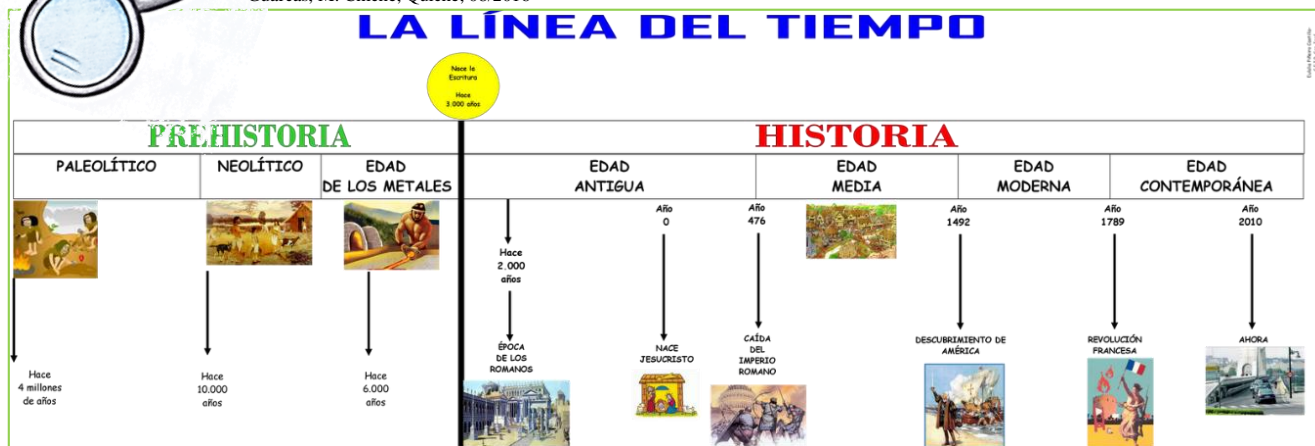 LA LÍNEA DEL TIEMPO
Nace la
Escritura
Hace
3.000 años
PREHISTORIA
HISTORIA
PALEOLÍTICO
NEOLÍTICO
EDAD
DE LOS METALES
EDAD
ANTIGUA
EDAD
MEDIA
EDAD
MODERNA
EDAD
CONTEMPORÁNEA
Hace
4 millones
de años
Hace
10.000
años
Hace
6.000
años
Hace
2.000
años
ÉPOCA
DE LOS
ROMANOS
Año
0
NACE
JESUCRISTO
Año
476
CAÍDA
DEL
IMPERIO
ROMANO
Año
1492
DESCUBRIMIENTO DE
AMÉRICA
Año
1789
REVOLUCIÓN
FRANCESA
Año
2010
AHORA